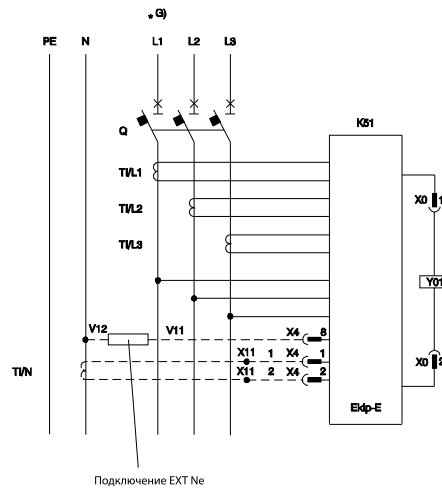 * G)
PE N L1 L2 L3
Q
K51
TI/L1
TI/L2
TI/L3
X0 1
Y01
V12 V11 X4 8
X11 1 X4 1
TI/N
X11 2 X4 2
X0 2
Ekip-E
Подключение EXT Ne